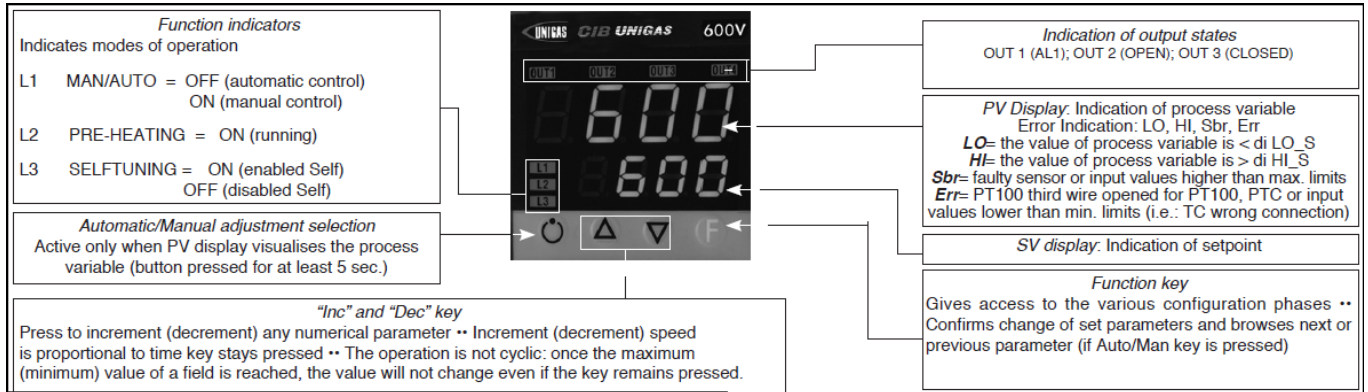 Function indicators
Indicates modes of operation
L1 MAN/AUTO = OFF (automatic control)
ON (manual control)
L2 PRE-HEATING = ON (running)
L3 SELFTUNING = ON (enabled Self)
OFF (disabled Self)
Automatic/Manual adjustment selection
Active only when PV display visualises the process
variable (button pressed for at least 5 sec.)
"Inc" and "Dec" key
Press to increment (decrement) any numerical parameter •• Increment (decrement) speed
is proportional to time key stays pressed •• The operation is not cyclic: once the maximum
(minimum) value of a field is reached, the value will not change even if the key remains pressed.
UNIGAS CIB UNIGAS 600V
OUT1 OUT2 OUT3 OUT4
600
600
L1
L2
L3
F
Indication of output states
OUT 1 (AL1); OUT 2 (OPEN); OUT 3 (CLOSED)
PV Display: Indication of process variable
Error Indication: LO, HI, Sbr, Err
LO= the value of process variable is < di LO_S
HI= the value of process variable is > di HI_S
Sbr= faulty sensor or input values higher than max. limits
Err= PT100 third wire opened for PT100, PTC or input
values lower than min. limits (i.e.: TC wrong connection)
SV display: Indication of setpoint
Function key
Gives access to the various configuration phases ••
Confirms change of set parameters and browses next or
previous parameter (if Auto/Man key is pressed)